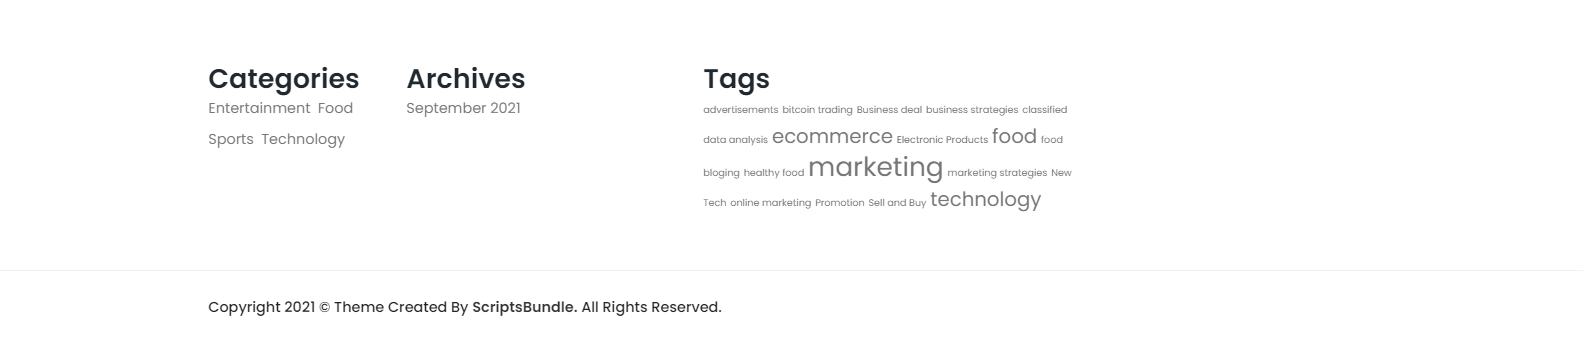 Categories
Entertainment Food
Sports Technology
Archives
September 2021
Tags
advertisements bitcoin trading Business deal business strategies classified
data analysis ecommerce Electronic Products food food
bloging healthy food marketing marketing strategies New
Tech online marketing Promotion Sell and Buy technology
Copyright 2021 © Theme Created By ScriptsBundle. All Rights Reserved.